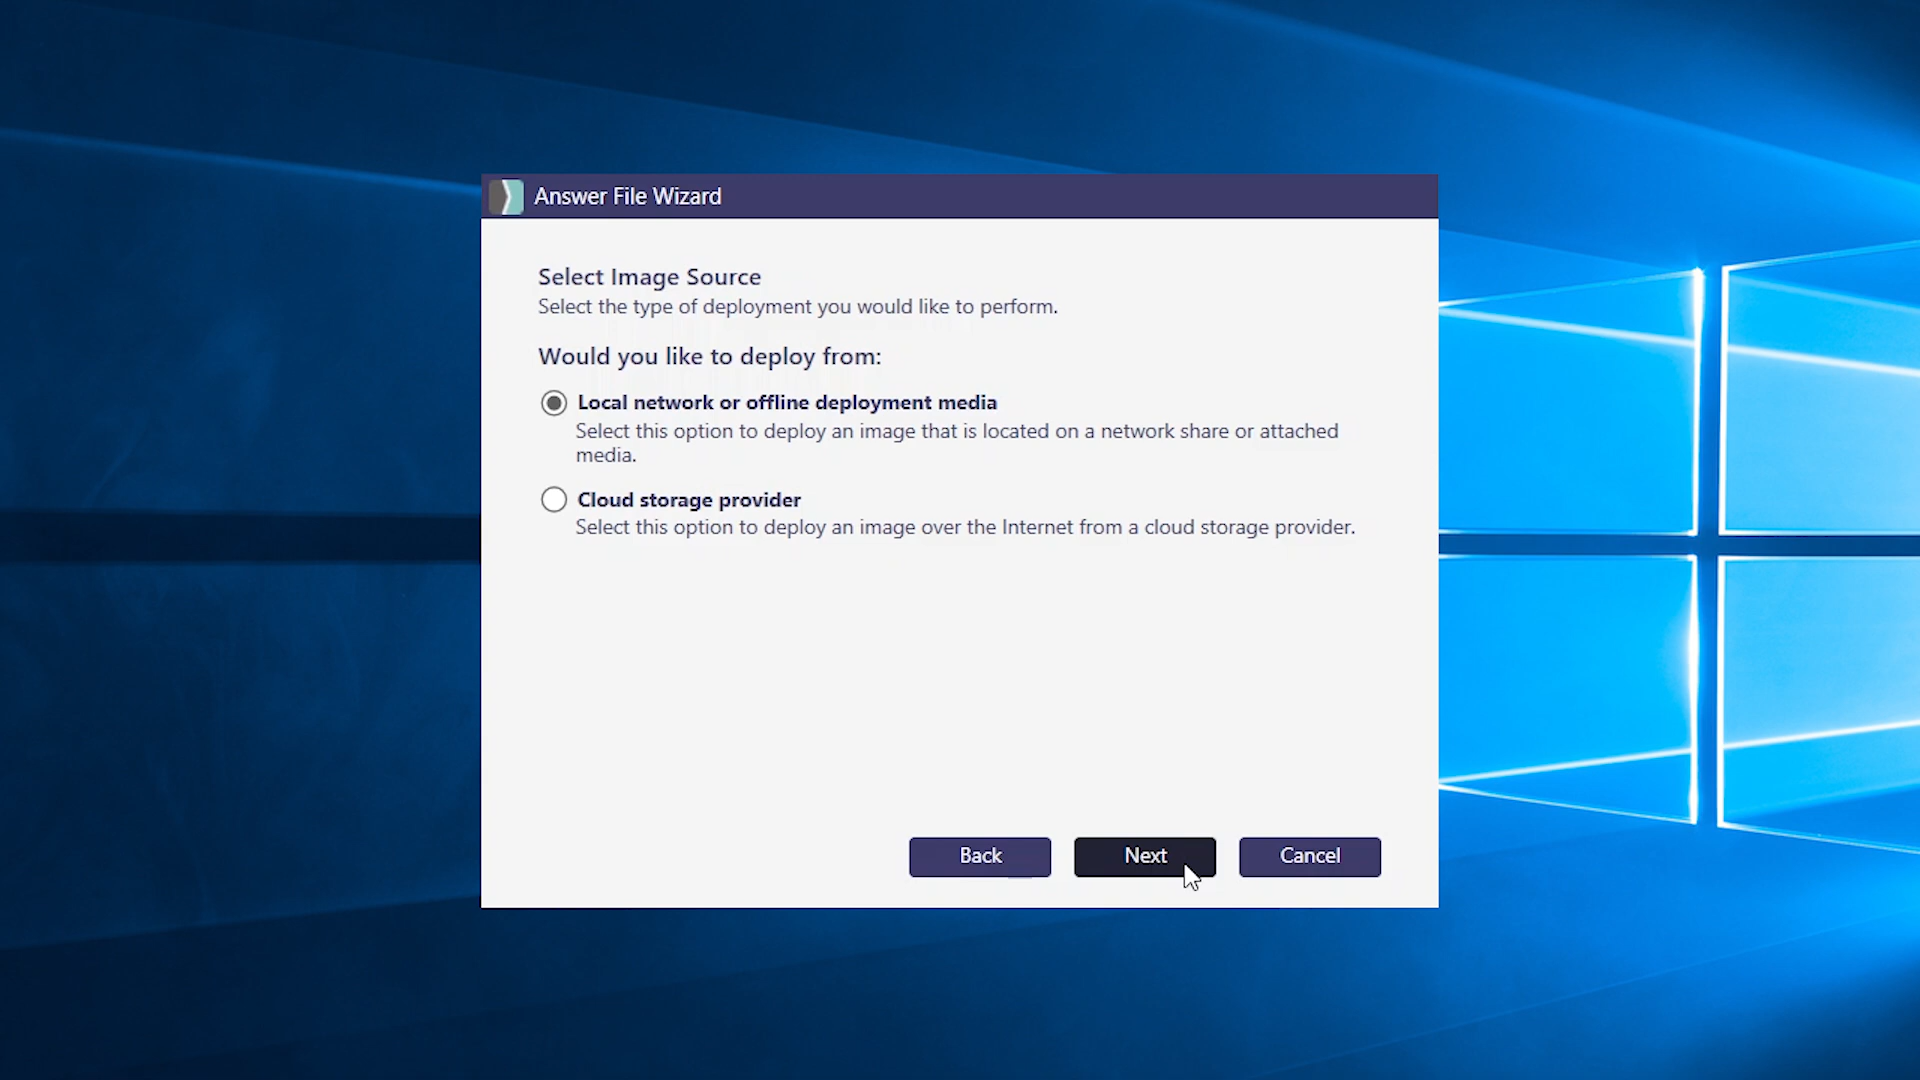 Answer File Wizard
Select Image Source
Select the type of deployment you would like to perform.
Would you like to deploy from:
Local network or offline deployment media
Select this option to deploy an image that is located on a network share or attached
media.
Cloud storage provider
Select this option to deploy an image over the Internet from a cloud storage provider.
Back Next Cancel